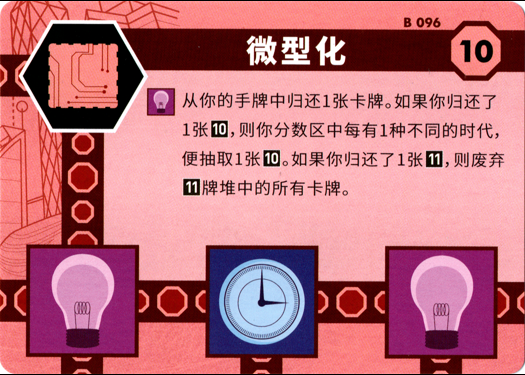 B 096
微型化
10
从你的手牌中归还1张卡牌。如果你归还了
1张10,则你分数区中每有1种不同的时代,
便抽取1张10。如果你归还了1张11,则废弃
11牌堆中的所有卡牌。